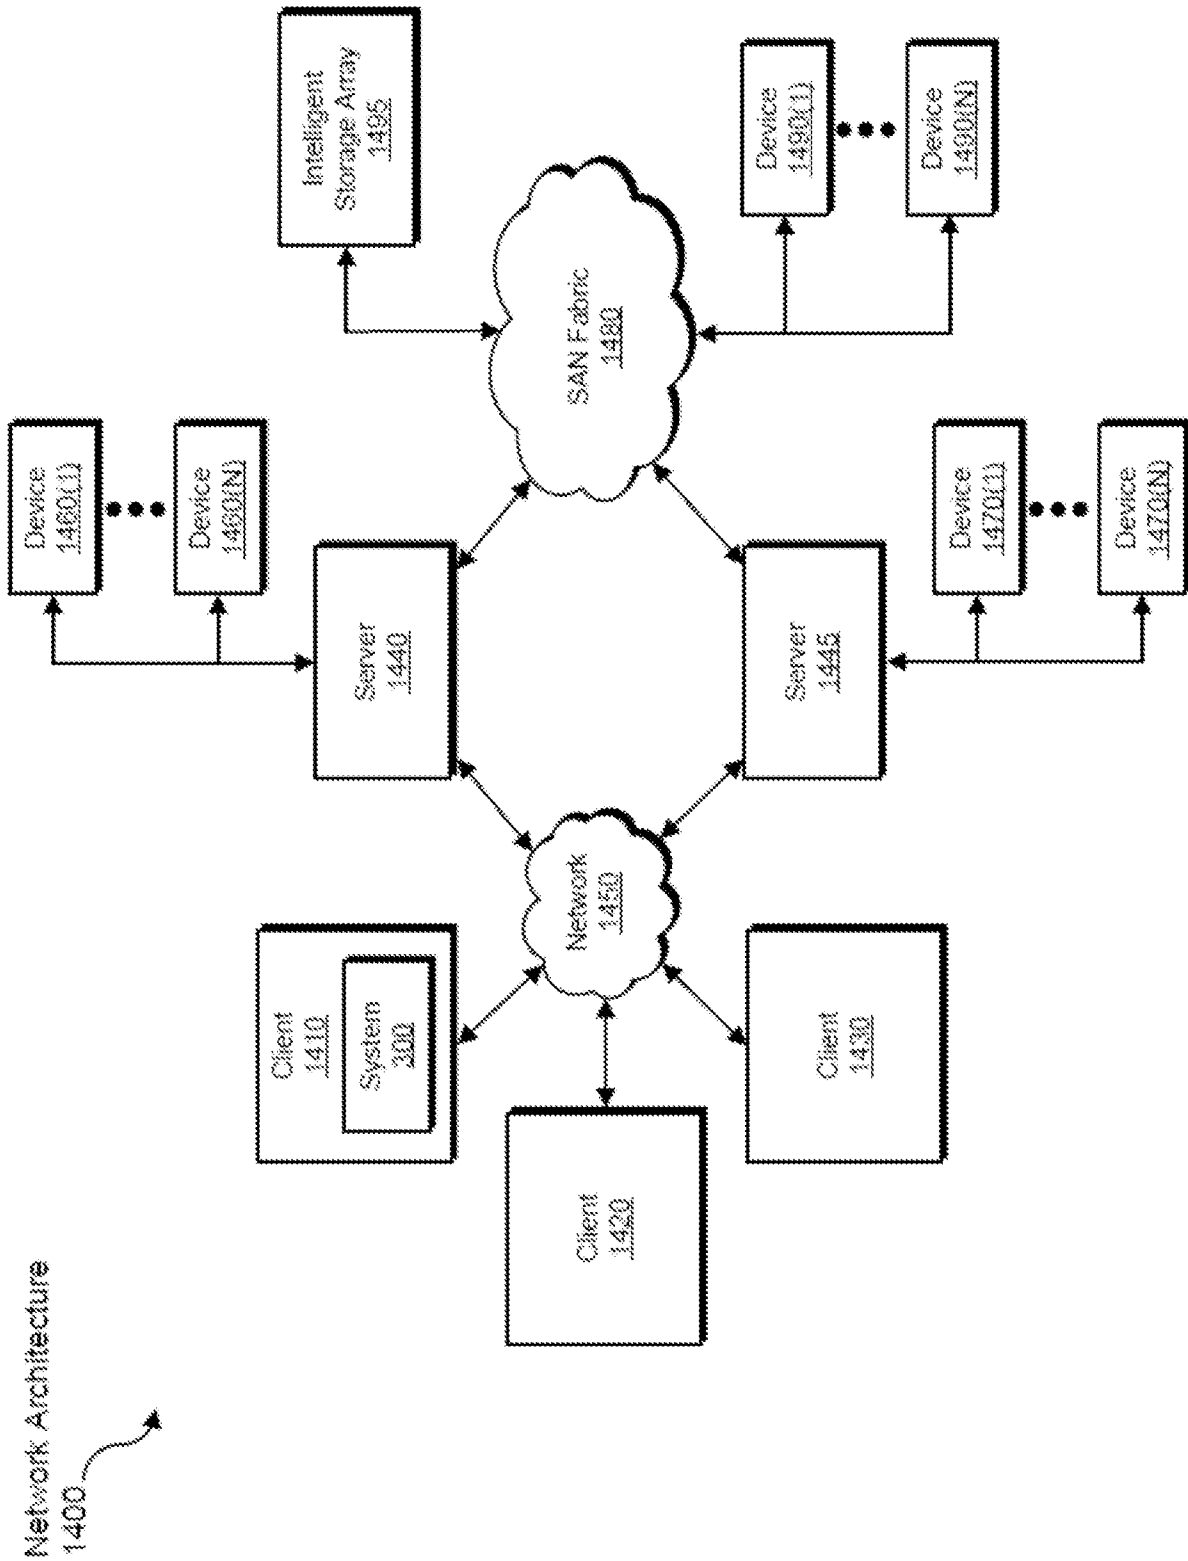 Network Architecture
1400
Client
1410
System
300
Client
1420
Client
1430
Network
1450
Server
1440
Server
1445
Device
1460(1)
Device
1460(N)
Device
1470(1)
Device
1470(N)
SAN Fabric
1480
Intelligent
Storage Array
1495
Device
1490(1)
Device
1490(N)